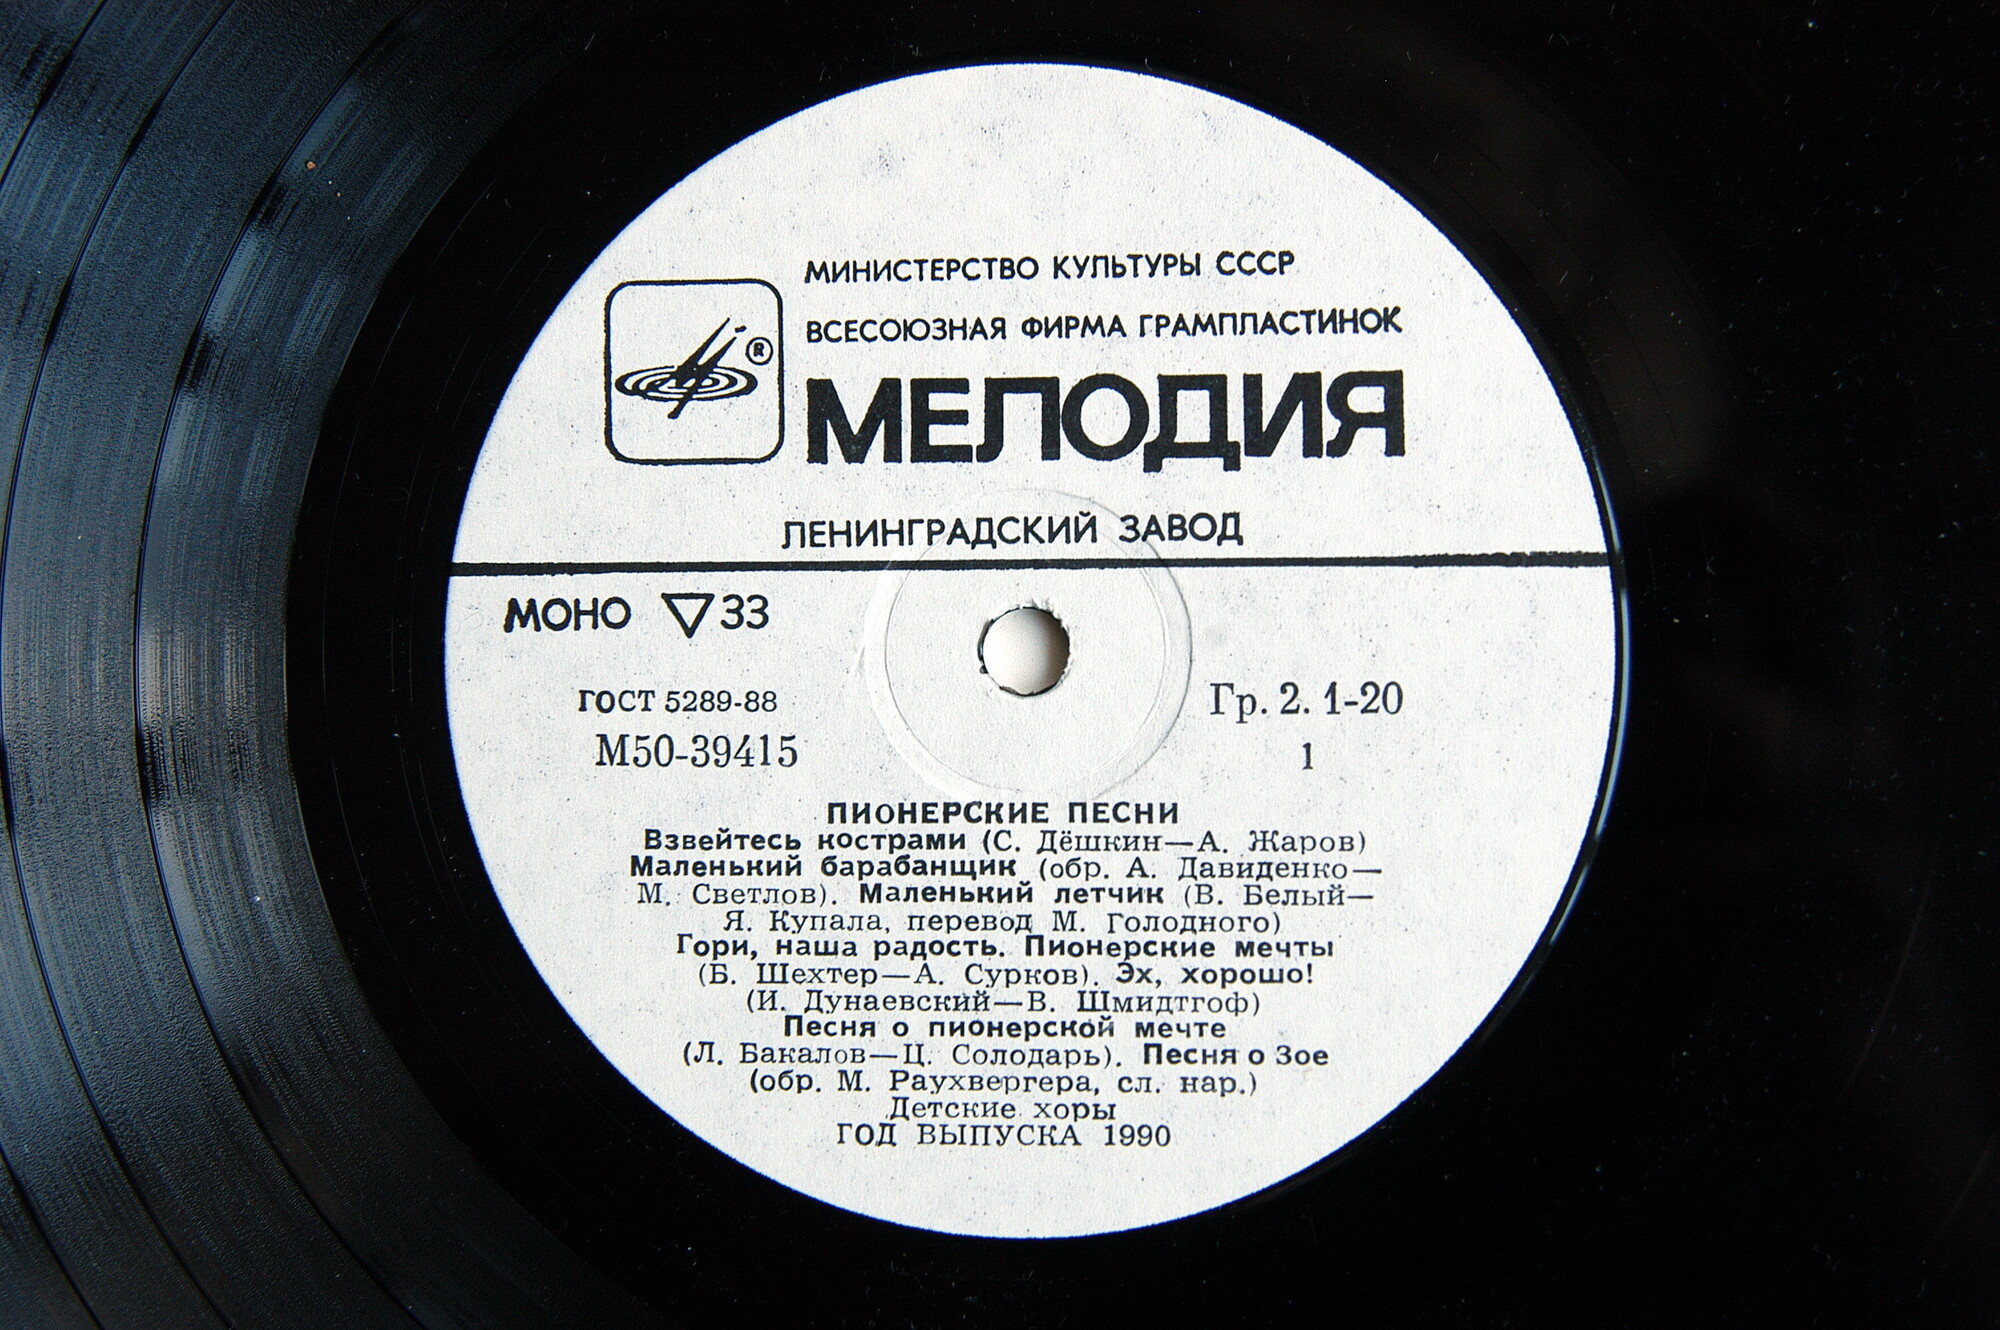 МИНИСТЕРСТВО КУЛЬТУРЫ СССР
ВСЕСОЮЗНАЯ ФИРМА ГРАМПЛАСТИНОК
®
МЕЛОДИЯ
ЛЕНИНГРАДСКИЙ ЗАВОД
МОНО ▽33
ГОСТ 5289-88
М50-39415
Гр. 2. 1-20
1
ПИОНЕРСКИЕ ПЕСНИ
Взвейтесь кострами (С. Дёшкин—А. Жаров)
Маленький барабанщик (обр. А. Давиденко—
М. Светлов). Маленький летчик (В. Белый—
Я. Купала, перевод М. Голодного)
Гори, наша радость. Пионерские мечты
(Б. Шехтер—А. Сурков). Эх, хорошо!
(И. Дунаевский—В. Шмидтгоф)
Песня о пионерской мечте
(Л. Бакалов—Ц. Солодарь). Песня о Зое
(обр. М. Раухвергера, сл. нар.)
Детские хоры
ГОД ВЫПУСКА 1990